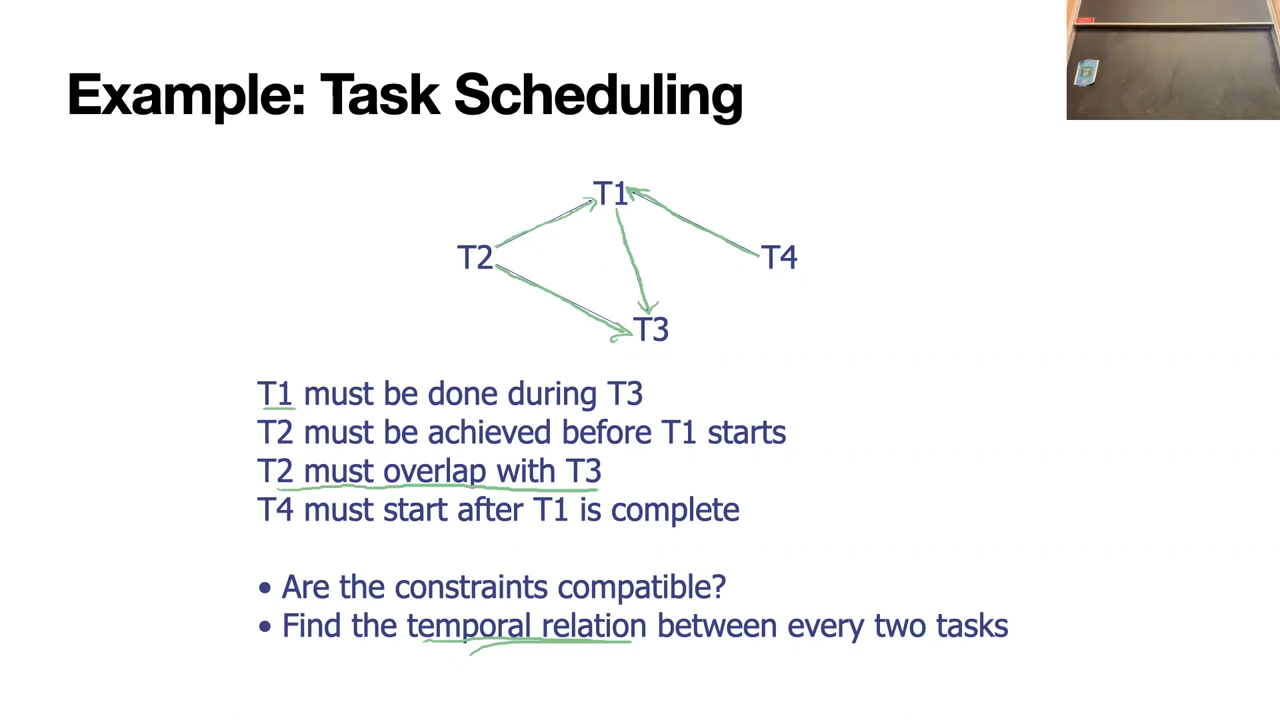 Example: Task Scheduling
T1
T2
T4
T3
T1 must be done during T3
T2 must be achieved before T1 starts
T2 must overlap with T3
T4 must start after T1 is complete
• Are the constraints compatible?
• Find the temporal relation between every two tasks